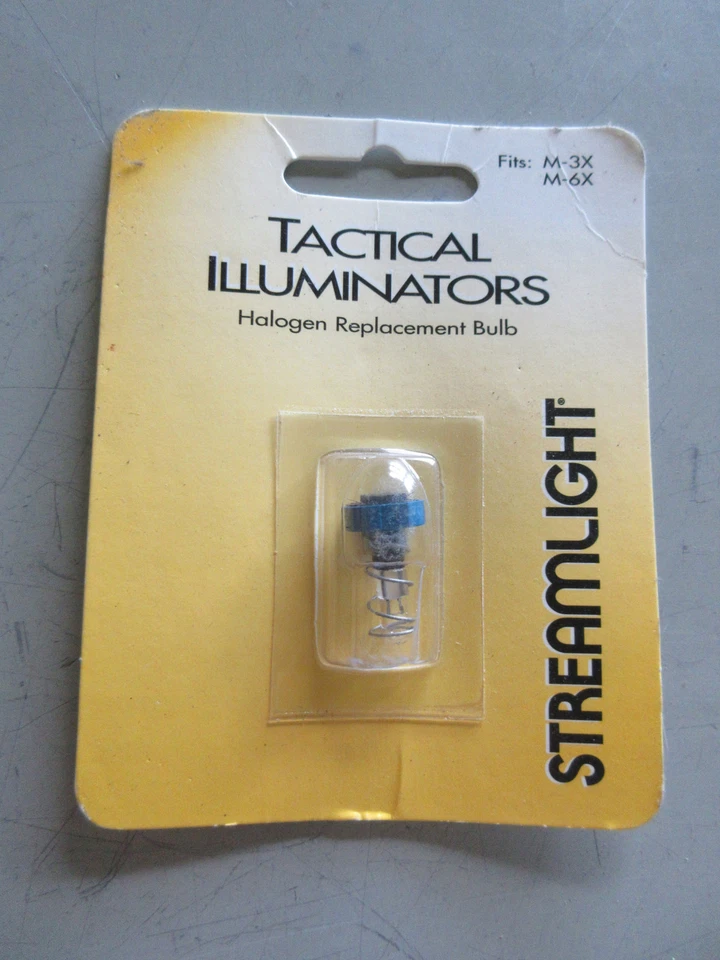 Fits: M-3X
M-6X
TACTICAL
ILLUMINATORS
Halogen Replacement Bulb
STREAMLIGHT®